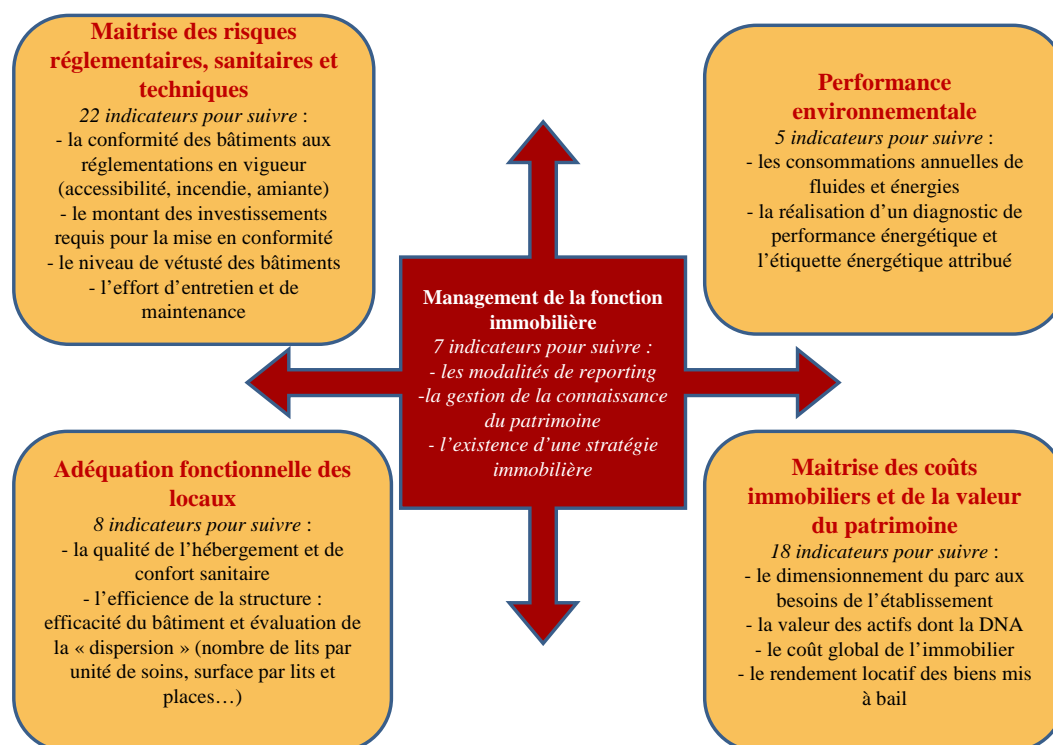 Maitrise des risques
réglementaires, sanitaires et
techniques
22 indicateurs pour suivre :
- la conformité des bâtiments aux
réglementations en vigueur
(accessibilité, incendie, amiante)
- le montant des investissements
requis pour la mise en conformité
- le niveau de vétusté des bâtiments
- l’effort d’entretien et de
maintenance
Performance
environnementale
5 indicateurs pour suivre :
- les consommations annuelles de
fluides et énergies
- la réalisation d’un diagnostic de
performance énergétique et
l’étiquette énergétique attribué
Management de la fonction
immobilière
7 indicateurs pour suivre :
- les modalités de reporting
-la gestion de la connaissance
du patrimoine
- l’existence d’une stratégie
immobilière
Adéquation fonctionnelle des
locaux
8 indicateurs pour suivre :
- la qualité de l’hébergement et de
confort sanitaire
- l’efficience de la structure :
efficacité du bâtiment et évaluation de
la « dispersion » (nombre de lits par
unité de soins, surface par lits et
places…)
Maitrise des coûts
immobiliers et de la valeur
du patrimoine
18 indicateurs pour suivre :
- le dimensionnement du parc aux
besoins de l’établissement
- la valeur des actifs dont la DNA
- le coût global de l’immobilier
- le rendement locatif des biens mis
à bail